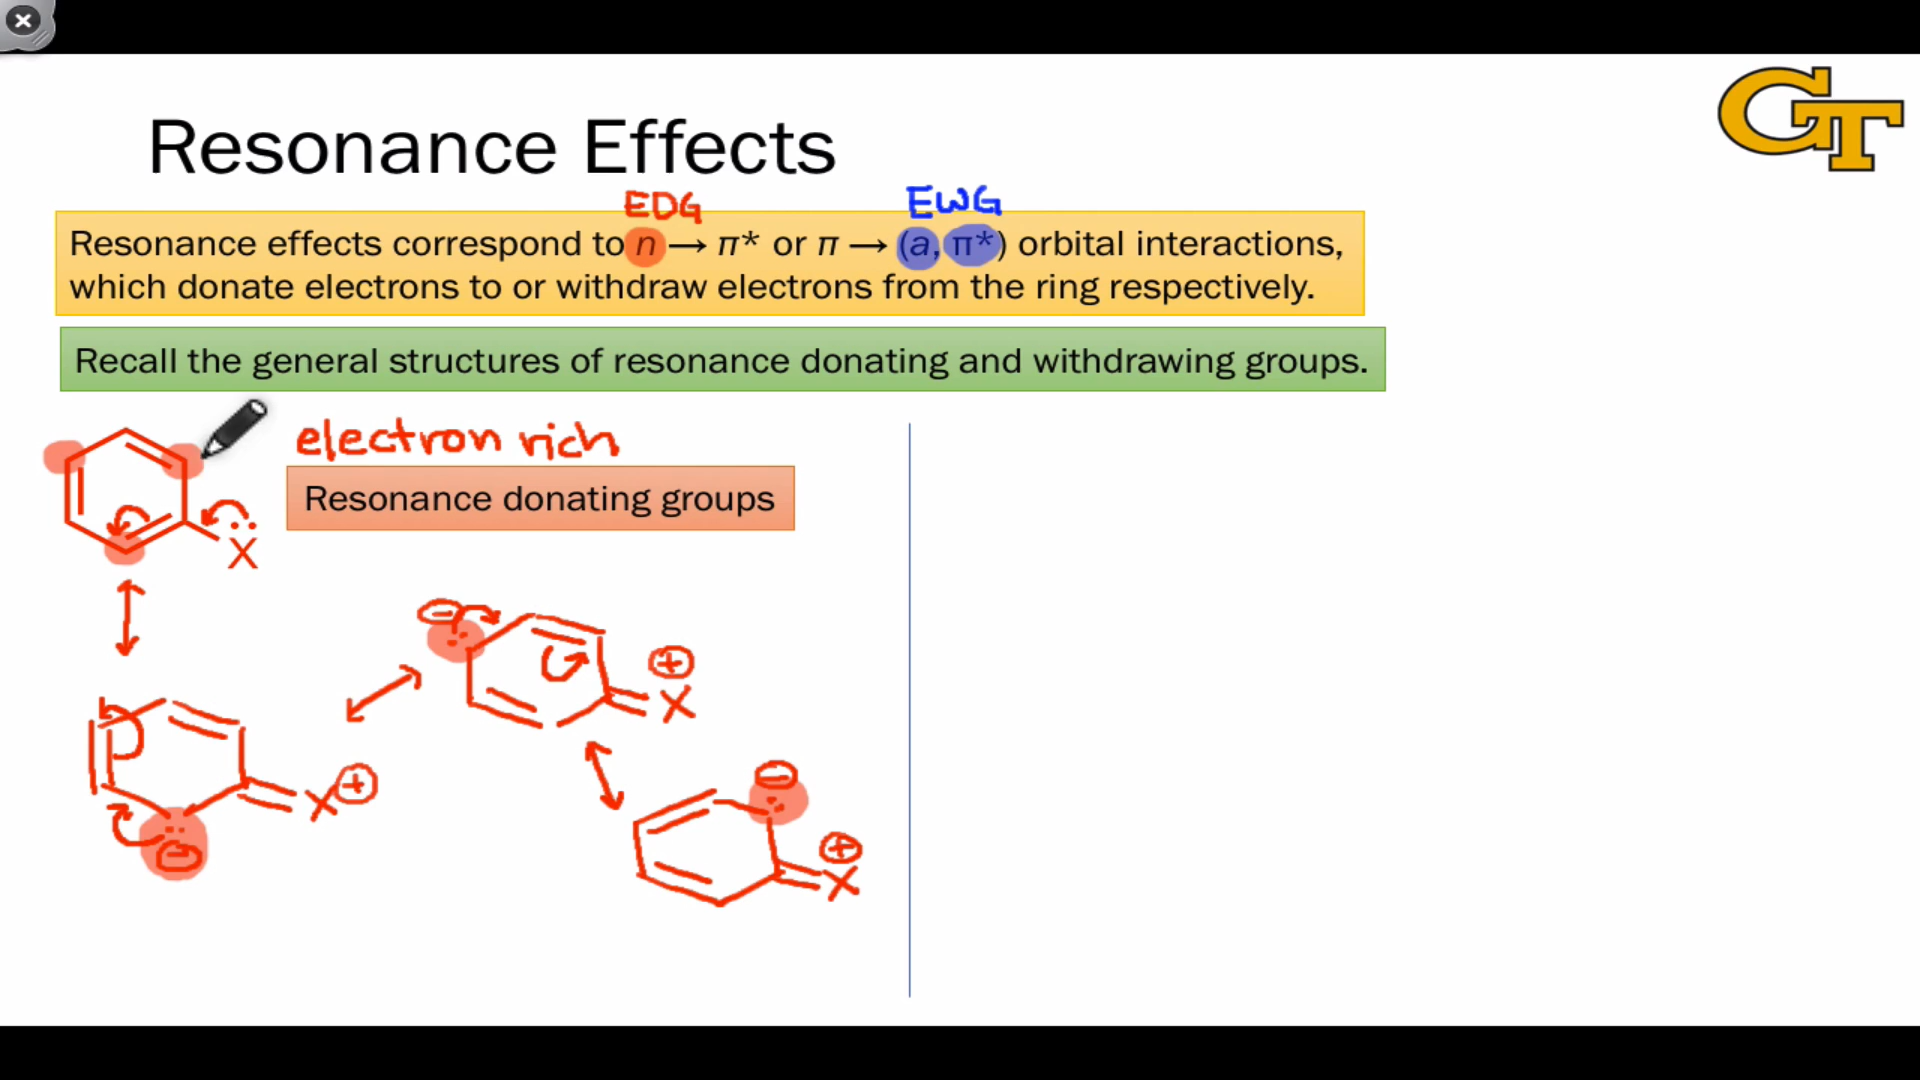 GT
Resonance Effects
EDG
EWG
Resonance effects correspond to n → π* or π → (a, π*) orbital interactions,
which donate electrons to or withdraw electrons from the ring respectively.
Recall the general structures of resonance donating and withdrawing groups.
electron rich
Resonance donating groups
X
X
X
X